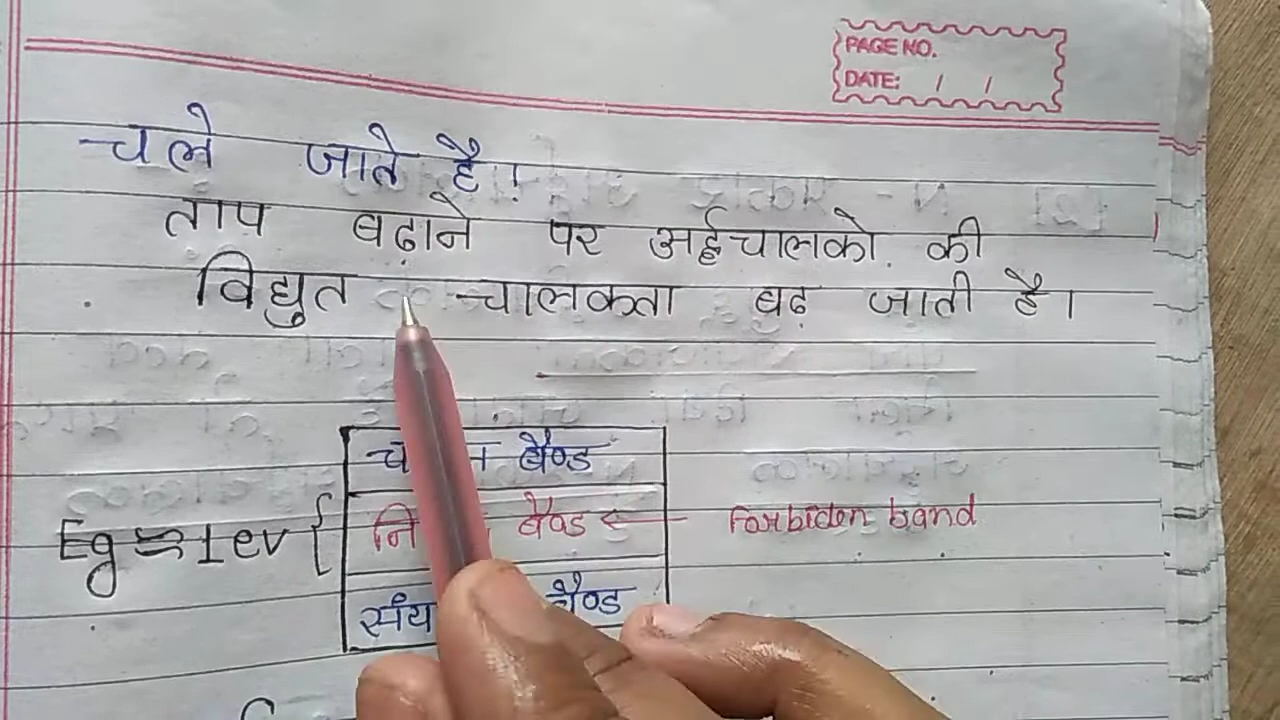 PAGE NO.
DATE: / /
चले जाते है।
ताप बढ़ाने पर अर्द्धचालको की
विद्युत चालकता बढ़ जाती है।
बैण्ड
Eg ≈ 1ev { बैण्ड ← Forbiden band
बैण्ड